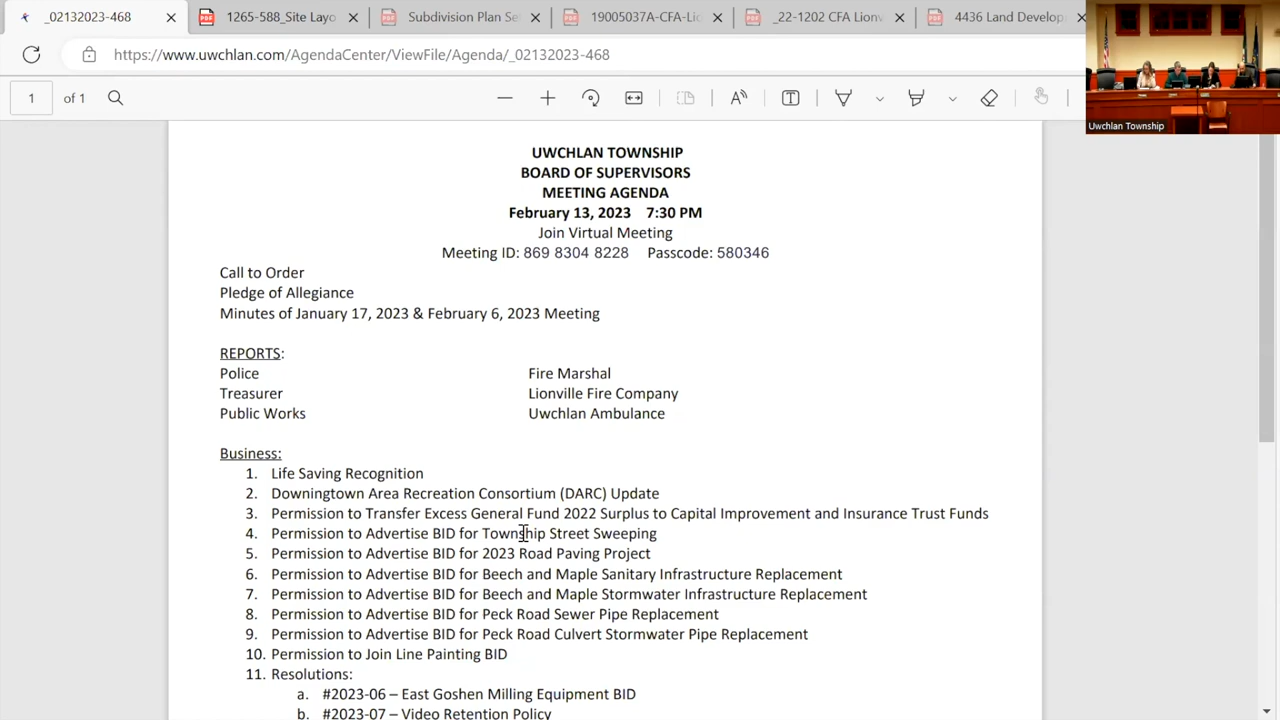 _02132023-468
1265-588_Site Layo
Subdivision Plan Se
19005037A-CFA-Li
_22-1202 CFA Lionv
4436 Land Develop
https://www.uwchlan.com/AgendaCenter/ViewFile/Agenda/_02132023-468
1 of 1
Uwchlan Township
UWCHLAN TOWNSHIP
BOARD OF SUPERVISORS
MEETING AGENDA
February 13, 2023 7:30 PM
Join Virtual Meeting
Meeting ID: 869 8304 8228 Passcode: 580346
Call to Order
Pledge of Allegiance
Minutes of January 17, 2023 & February 6, 2023 Meeting
REPORTS:
Police Fire Marshal
Treasurer Lionville Fire Company
Public Works Uwchlan Ambulance
Business:
1. Life Saving Recognition
2. Downingtown Area Recreation Consortium (DARC) Update
3. Permission to Transfer Excess General Fund 2022 Surplus to Capital Improvement and Insurance Trust Funds
4. Permission to Advertise BID for Township Street Sweeping
5. Permission to Advertise BID for 2023 Road Paving Project
6. Permission to Advertise BID for Beech and Maple Sanitary Infrastructure Replacement
7. Permission to Advertise BID for Beech and Maple Stormwater Infrastructure Replacement
8. Permission to Advertise BID for Peck Road Sewer Pipe Replacement
9. Permission to Advertise BID for Peck Road Culvert Stormwater Pipe Replacement
10. Permission to Join Line Painting BID
11. Resolutions:
a. #2023-06 – East Goshen Milling Equipment BID
b. #2023-07 – Video Retention Policy